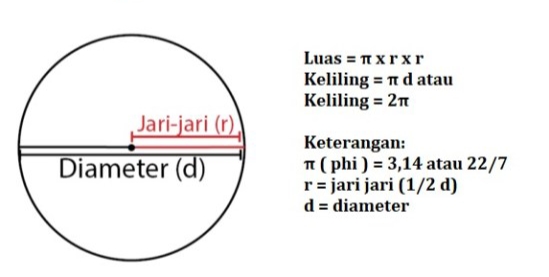 Jari-jari (r)
Diameter (d)
Luas = π x r x r
Keliling = π d atau
Keliling = 2π
Keterangan:
π ( phi ) = 3,14 atau 22/7
r = jari jari (1/2 d)
d = diameter